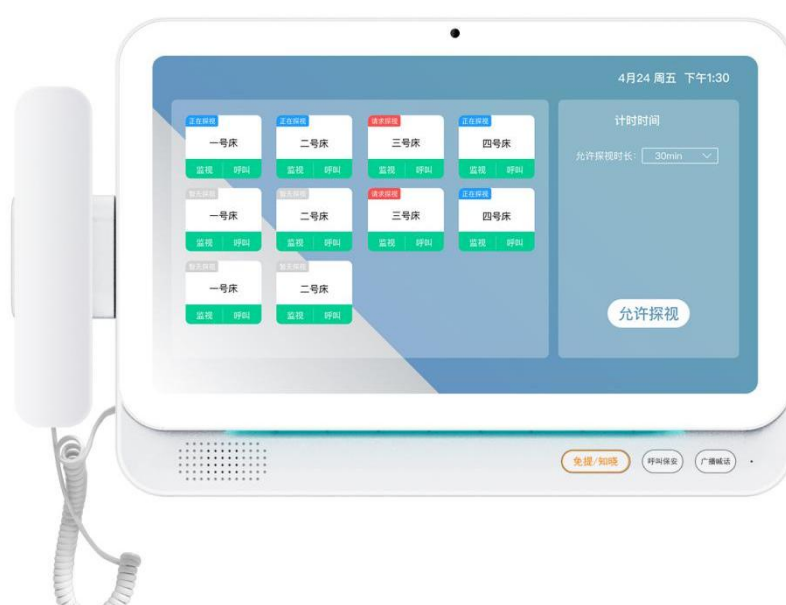 4月24 周五 下午1:30
正在探视 正在探视 请求探视 正在探视
一号床 二号床 三号床 四号床
监视 呼叫 监视 呼叫 监视 呼叫 监视 呼叫
暂无探视 暂无探视 请求探视 正在探视
一号床 二号床 三号床 四号床
监视 呼叫 监视 呼叫 监视 呼叫 监视 呼叫
暂无探视 暂无探视
一号床 二号床
监视 呼叫 监视 呼叫
计时时间
允许探视时长： 30min
允许探视
免提/知晓 呼叫保安 广播喊话